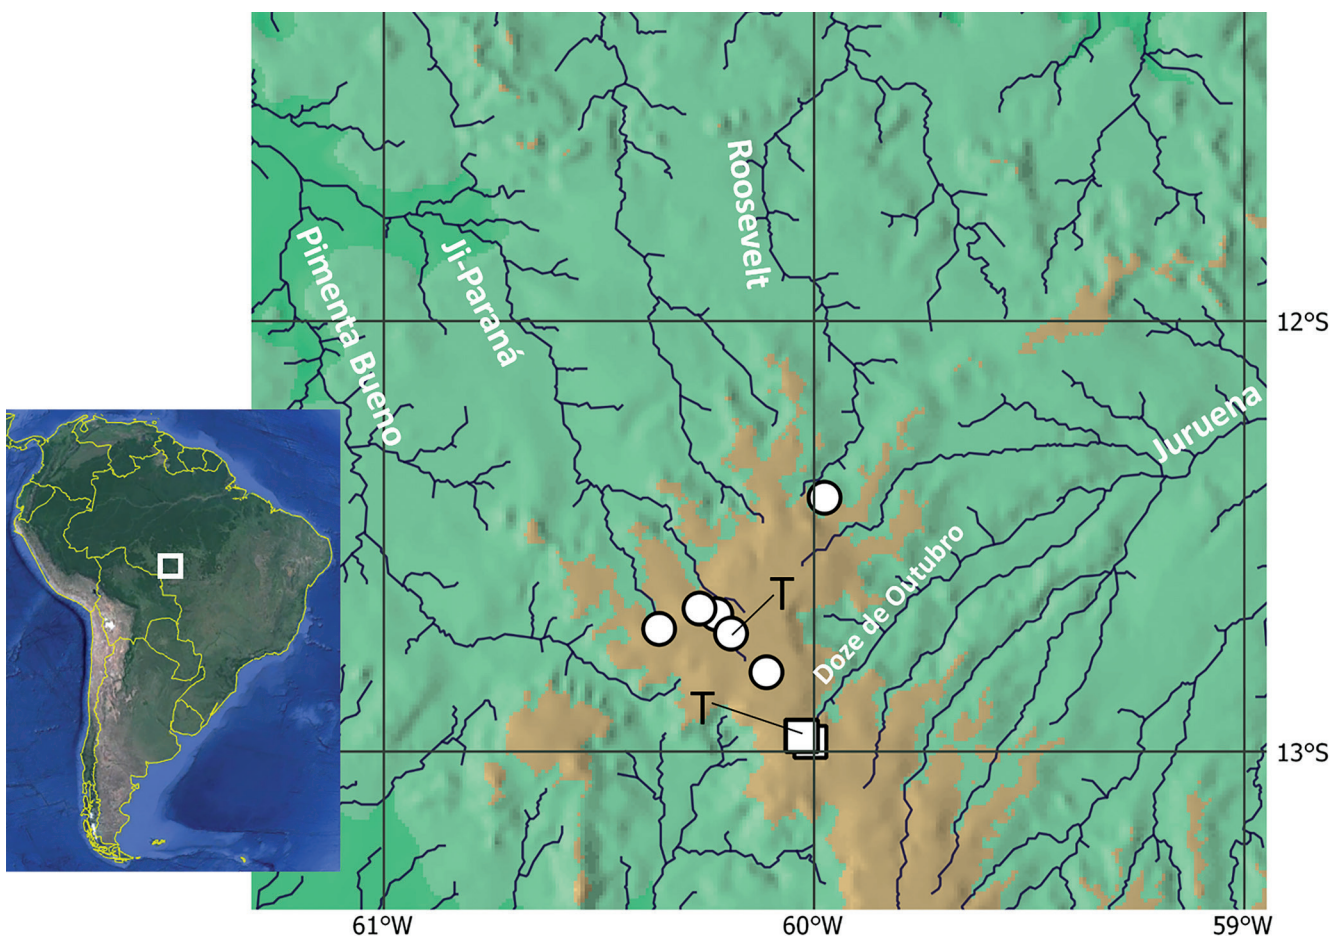 Roosevelt
Pimenta Bueno
Ji-Paraná
12°S
Juruena
Doze de Outubro
T
T
13°S
61°W
60°W
59°W